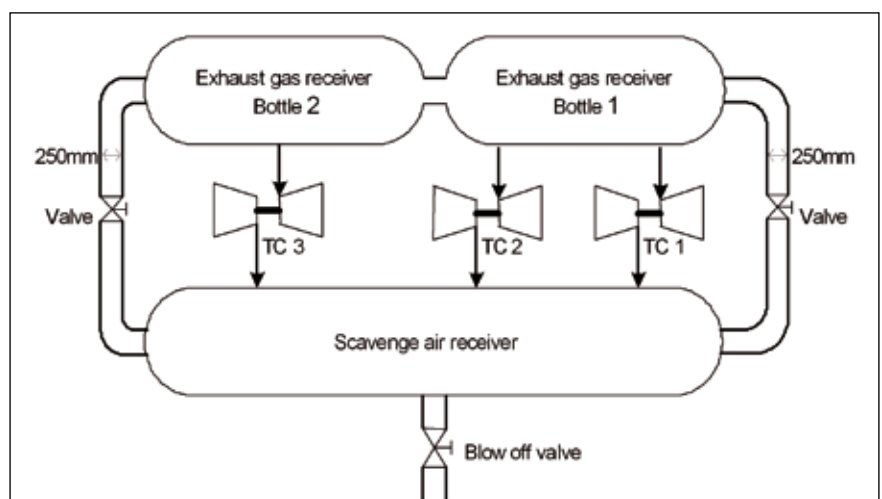 Exhaust gas receiver
Bottle 2
Exhaust gas receiver
Bottle 1
250mm
250mm
Valve
Valve
TC 3
TC 2
TC 1
Scavenge air receiver
Blow off valve